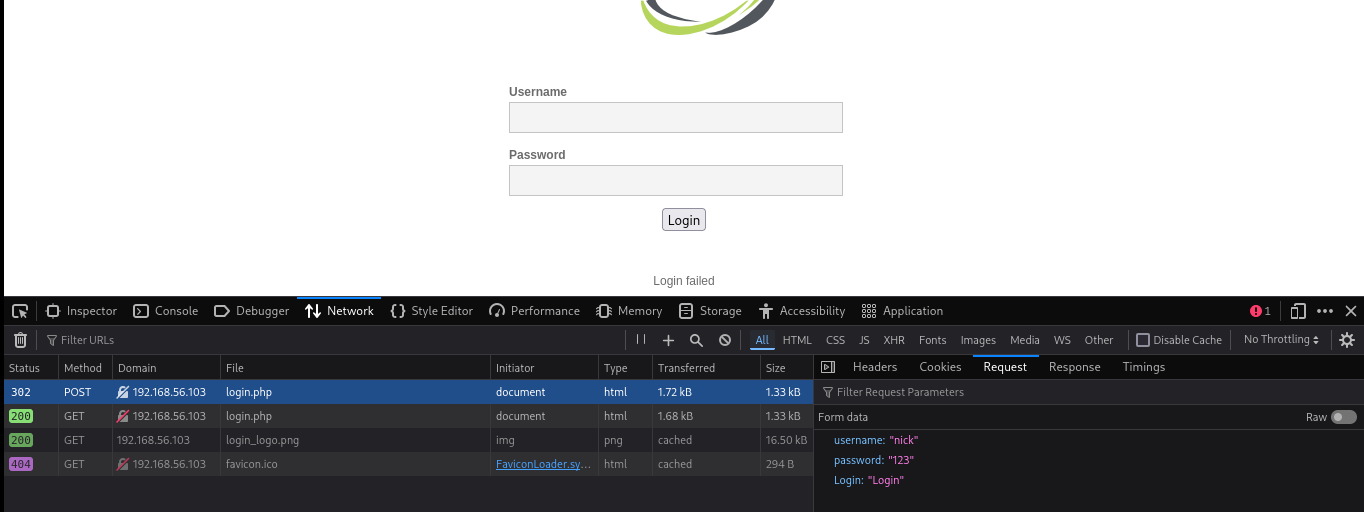 Username
Password
Login
Login failed
Inspector Console Debugger Network Style Editor Performance Memory Storage Accessibility Application 1
Filter URLs All HTML CSS JS XHR Fonts Images Media WS Other Disable Cache No Throttling
Status Method Domain File Initiator Type Transferred Size Headers Cookies Request Response Timings
302 POST 192.168.56.103 login.php document html 1.72 kB 1.33 kB Filter Request Parameters
200 GET 192.168.56.103 login.php document html 1.68 kB 1.33 kB Form data Raw
200 GET 192.168.56.103 login_logo.png img png cached 16.50 kB username: "nick"
404 GET 192.168.56.103 favicon.ico FaviconLoader.sy... html cached 294 B password: "123"
Login: "Login"